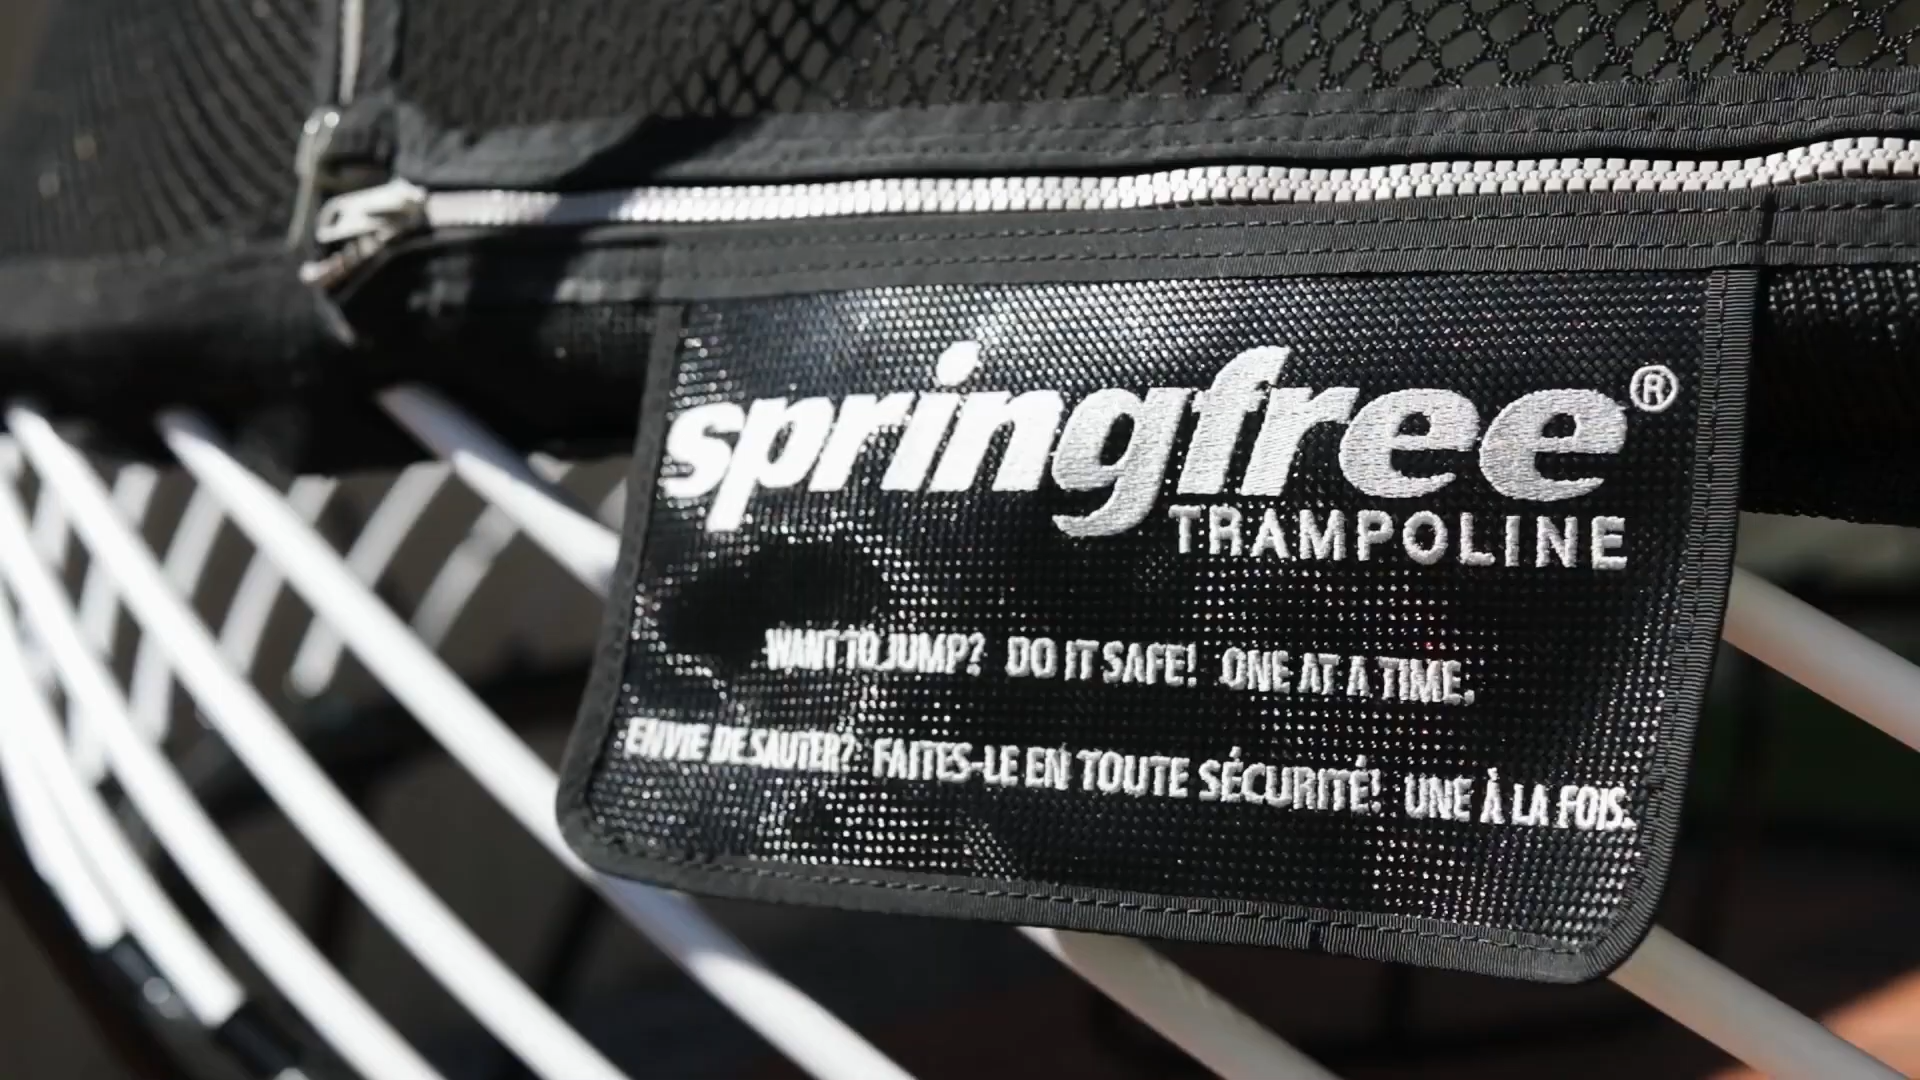 springfree®
TRAMPOLINE
WANT TO JUMP? DO IT SAFE! ONE AT A TIME.
ENVIE DE SAUTER? FAITES-LE EN TOUTE SÉCURITÉ! UNE À LA FOIS.